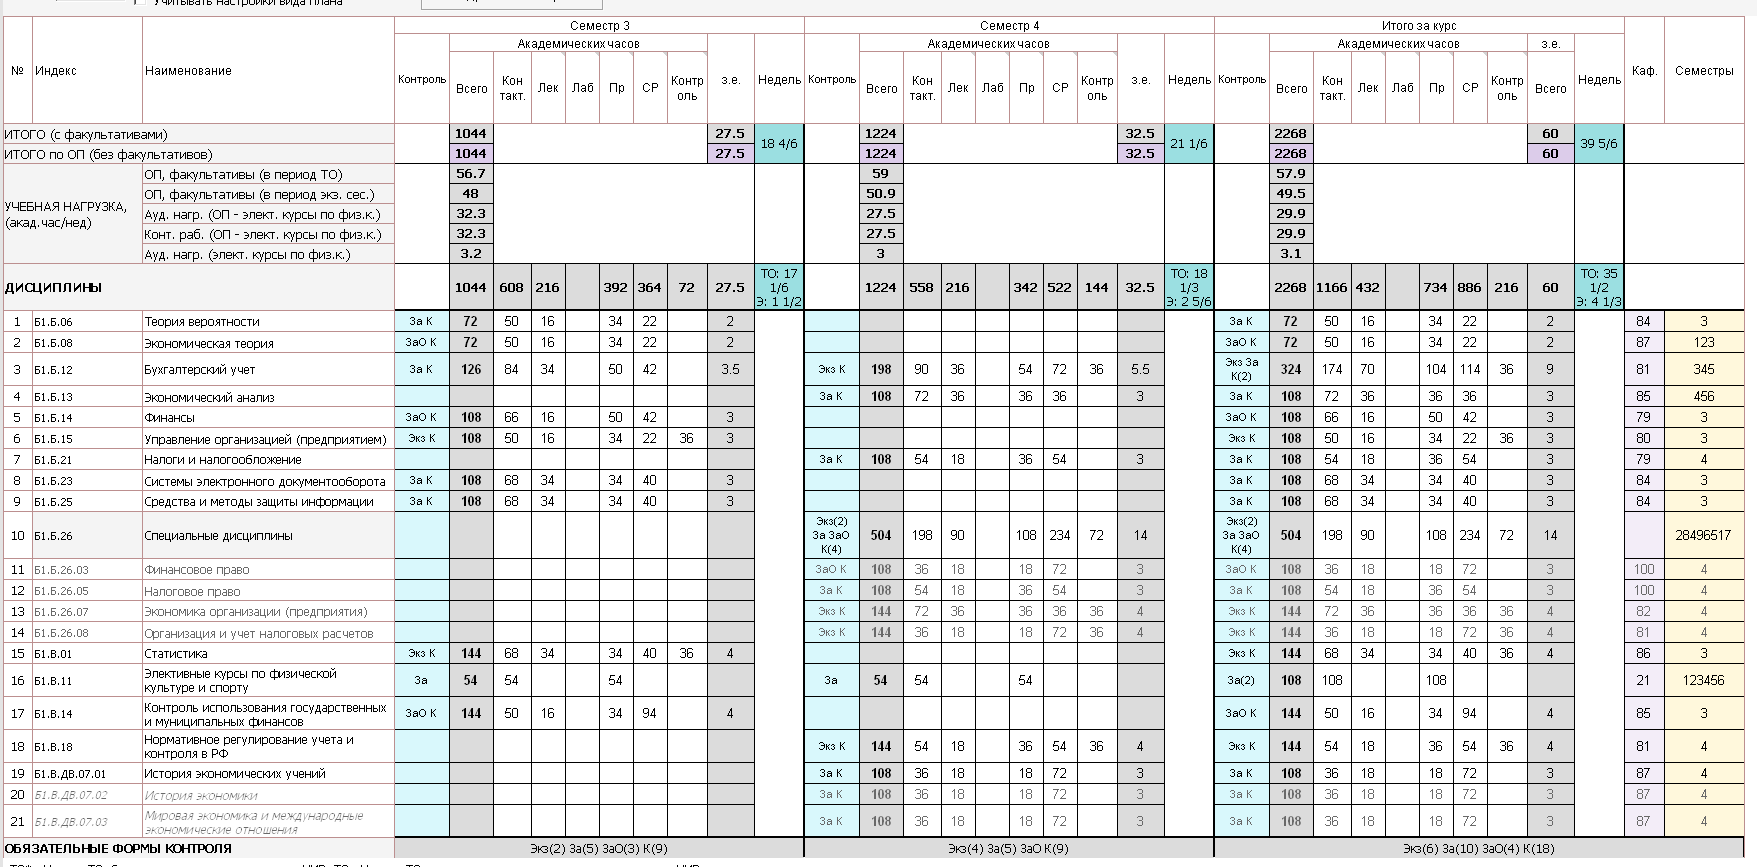 Учитывать настройки вида плана
Семестр 3 Семестр 4 Итого за курс
Академических часов Академических часов Академических часов з.е.
№ Индекс Наименование Контроль Всего Кон такт. Лек Лаб Пр СР Контр оль з.е. Недель Контроль Всего Кон такт. Лек Лаб Пр СР Контр оль з.е. Недель Контроль Всего Кон такт. Лек Лаб Пр СР Контр оль Всего Недель Каф. Семестры
ИТОГО (с факультативами) 1044 27.5 18 4/6 1224 32.5 21 1/6 2268 60 39 5/6
ИТОГО по ОП (без факультативов) 1044 27.5 1224 32.5 2268 60
УЧЕБНАЯ НАГРУЗКА, (акад.час/нед)
ОП, факультативы (в период ТО) 56.7 59 57.9
ОП, факультативы (в период экз. сес.) 48 50.9 49.5
Ауд. нагр. (ОП - элект. курсы по физ.к.) 32.3 27.5 29.9
Конт. раб. (ОП - элект. курсы по физ.к.) 32.3 27.5 29.9
Ауд. нагр. (элект. курсы по физ.к.) 3.2 3 3.1
ДИСЦИПЛИНЫ 1044 608 216 392 364 72 27.5 ТО: 17 1/6 Э: 1 1/2 1224 558 216 342 522 144 32.5 ТО: 18 1/3 Э: 2 5/6 2268 1166 432 734 886 216 60 ТО: 35 1/2 Э: 4 1/3
1 Б1.Б.06 Теория вероятности За К 72 50 16 34 22 2 За К 72 50 16 34 22 2 84 3
2 Б1.Б.08 Экономическая теория ЗаО К 72 50 16 34 22 2 ЗаО К 72 50 16 34 22 2 87 123
3 Б1.Б.12 Бухгалтерский учет За К 126 84 34 50 42 3.5 Экз К 198 90 36 54 72 36 5.5 Экз За К(2) 324 174 70 104 114 36 9 81 345
4 Б1.Б.13 Экономический анализ За К 108 72 36 36 36 3 За К 108 72 36 36 36 3 85 456
5 Б1.Б.14 Финансы ЗаО К 108 66 16 50 42 3 ЗаО К 108 66 16 50 42 3 79 3
6 Б1.Б.15 Управление организацией (предприятием) Экз К 108 50 16 34 22 36 3 Экз К 108 50 16 34 22 36 3 80 3
7 Б1.Б.21 Налоги и налогообложение За К 108 54 18 36 54 3 За К 108 54 18 36 54 3 79 4
8 Б1.Б.23 Системы электронного документооборота За К 108 68 34 34 40 3 За К 108 68 34 34 40 3 84 3
9 Б1.Б.25 Средства и методы защиты информации За К 108 68 34 34 40 3 За К 108 68 34 34 40 3 84 3
10 Б1.Б.26 Специальные дисциплины Экз(2) За ЗаО К(4) 504 198 90 108 234 72 14 Экз(2) За ЗаО К(4) 504 198 90 108 234 72 14 28496517
11 Б1.Б.26.03 Финансовое право ЗаО К 108 36 18 18 72 3 ЗаО К 108 36 18 18 72 3 100 4
12 Б1.Б.26.05 Налоговое право За К 108 54 18 36 54 3 За К 108 54 18 36 54 3 100 4
13 Б1.Б.26.07 Экономика организации (предприятия) Экз К 144 72 36 36 36 36 4 Экз К 144 72 36 36 36 36 4 82 4
14 Б1.Б.26.08 Организация и учет налоговых расчетов Экз К 144 36 18 18 72 36 4 Экз К 144 36 18 18 72 36 4 81 4
15 Б1.В.01 Статистика Экз К 144 68 34 34 40 36 4 Экз К 144 68 34 34 40 36 4 86 3
16 Б1.В.11 Элективные курсы по физической культуре и спорту За 54 54 54 За 54 54 54 За(2) 108 108 108 21 123456
17 Б1.В.14 Контроль использования государственных и муниципальных финансов ЗаО К 144 50 16 34 94 4 ЗаО К 144 50 16 34 94 4 85 3
18 Б1.В.18 Нормативное регулирование учета и контроля в РФ Экз К 144 54 18 36 54 36 4 Экз К 144 54 18 36 54 36 4 81 4
19 Б1.В.ДВ.07.01 История экономических учений За К 108 36 18 18 72 3 За К 108 36 18 18 72 3 87 4
20 Б1.В.ДВ.07.02 История экономики За К 108 36 18 18 72 3 За К 108 36 18 18 72 3 87 4
21 Б1.В.ДВ.07.03 Мировая экономика и международные экономические отношения За К 108 36 18 18 72 3 За К 108 36 18 18 72 3 87 4
ОБЯЗАТЕЛЬНЫЕ ФОРМЫ КОНТРОЛЯ Экз(2) За(5) ЗаО(3) К(9) Экз(4) За(5) ЗаО К(9) Экз(6) За(10) ЗаО(4) К(18)